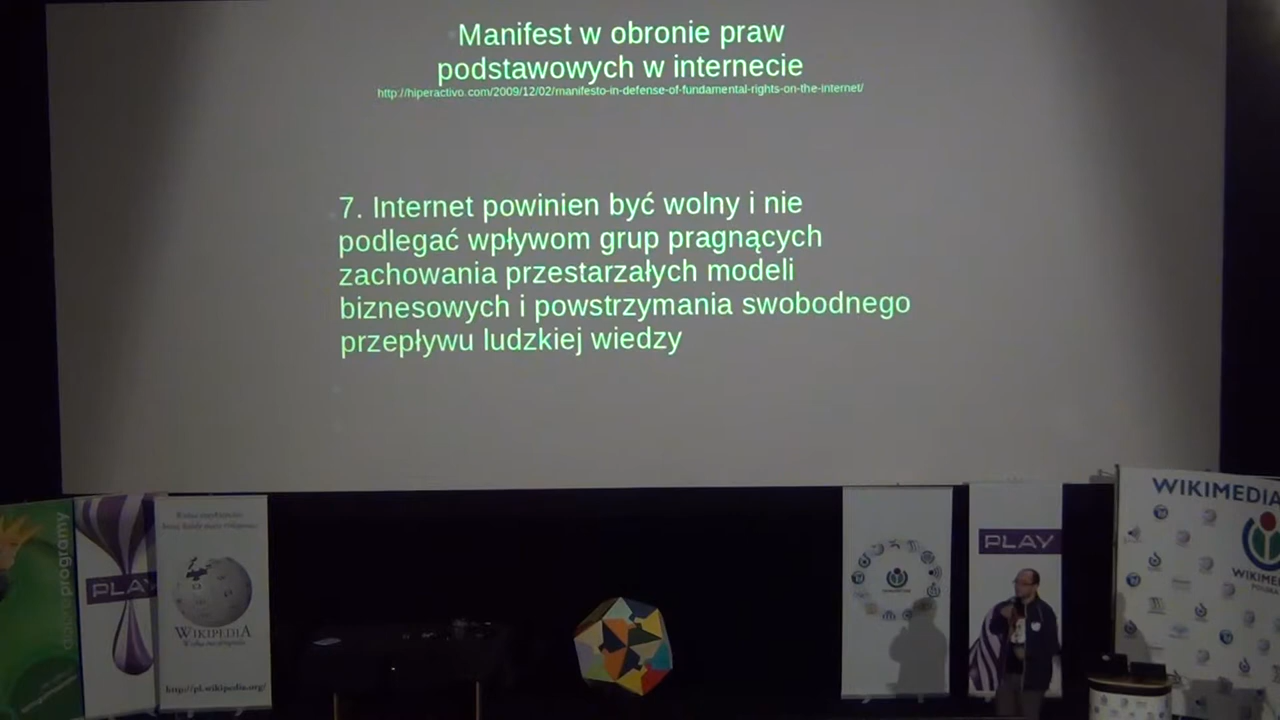 Manifest w obronie praw
podstawowych w internecie
http://hiperactivo.com/2009/12/02/manifesto-in-defense-of-fundamental-rights-on-the-internet/
7. Internet powinien być wolny i nie
podlegać wpływom grup pragnących
zachowania przestarzałych modeli
biznesowych i powstrzymania swobodnego
przepływu ludzkiej wiedzy
dobreprogramy
PLAY
WIKIPEDIA
http://pl.wikipedia.org/
PLAY
WIKIMEDIA
WIKIMEDIA